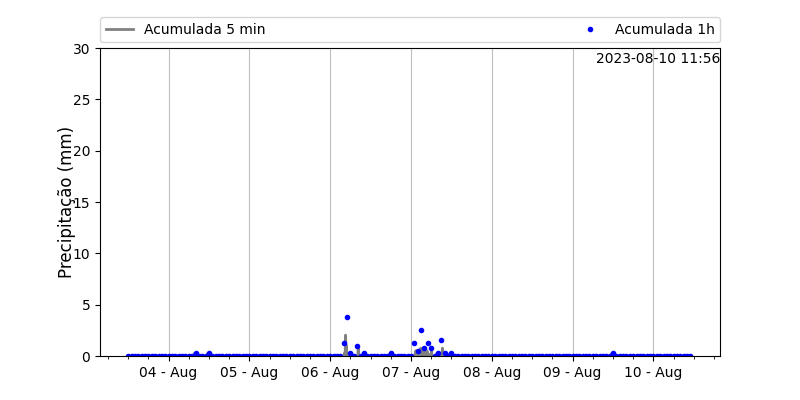 Acumulada 5 min
Acumulada 1h
2023-08-10 11:56
Precipitação (mm)
30
25
20
15
10
5
0
04 - Aug
05 - Aug
06 - Aug
07 - Aug
08 - Aug
09 - Aug
10 - Aug